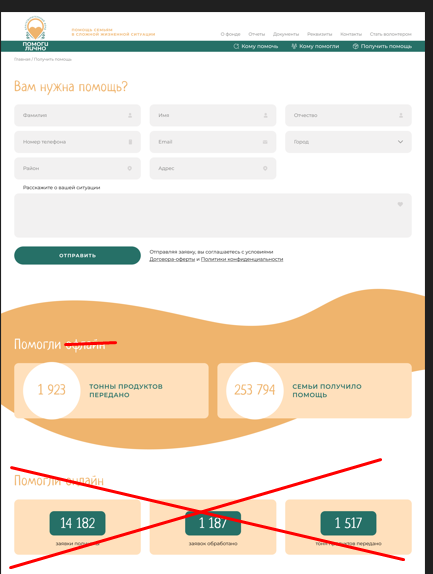 ПОМОЩЬ СЕМЬЯМ
В СЛОЖНОЙ ЖИЗНЕННОЙ СИТУАЦИИ
ПОМОГИ
ЛИЧНО
О фонде Отчеты Документы Реквизиты Контакты Стать волонтером
Кому помочь Кому помогли Получить помощь
Главная / Получить помощь
Вам нужна помощь?
Фамилия Имя Отчество
Номер телефона Email Город
Район Адрес
Расскажите о вашей ситуации
ОТПРАВИТЬ
Отправляя заявку, вы соглашаетесь с условиями
Договора-оферты и Политики конфиденциальности
Помогли офлайн
1 923 ТОННЫ ПРОДУКТОВ ПЕРЕДАНО
253 794 СЕМЬИ ПОЛУЧИЛО ПОМОЩЬ
Помогли онлайн
14 182 1 187 1 517
заявки заявок обработано тонн продуктов передано